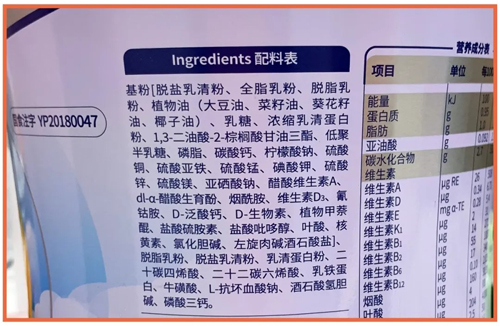 Ingredients 配料表
基粉[脱盐乳清粉、全脂乳粉、脱脂乳
粉、植物油（大豆油、菜籽油、葵花籽
油、椰子油）、乳糖、浓缩乳清蛋白
粉、1,3-二油酸-2-棕榈酸甘油三酯、低聚
半乳糖、磷脂、碳酸钙、柠檬酸钠、硫酸
铜、硫酸亚铁、硫酸锰、碘酸钾、硫酸
锌、硫酸镁、亚硒酸钠、醋酸维生素A、
dl-α-醋酸生育酚、烟酰胺、维生素D₃、氰
钴胺、D-泛酸钙、D-生物素、植物甲萘
醌、盐酸硫胺素、盐酸吡哆醇、叶酸、核
黄素、氯化胆碱、左旋肉碱酒石酸盐]、
脱脂乳粉、脱盐乳清粉、乳清蛋白粉、二
十碳四烯酸、二十二碳六烯酸、乳铁蛋
白、牛磺酸、L-抗坏血酸钠、酒石酸氢胆
碱、磷酸三钙。
食注字 YP20180047
营养成分表
项目 单位
能量 kJ
蛋白质 g
脂肪 g
亚油酸 g
碳水化合物 g
维生素
维生素A μg RE
维生素D μg
维生素E mg α-TE
维生素K₁ μg
维生素B₁ μg
维生素B₂ μg
维生素B₆ μg
维生素B₁₂ μg
烟酸 μg
叶酸 μg